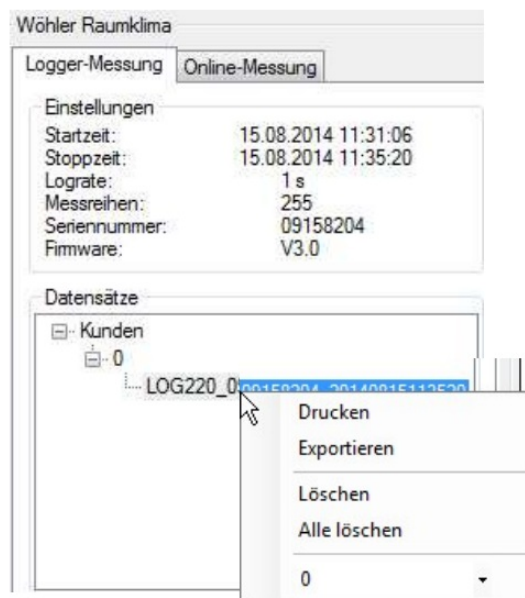 Wöhler Raumklima
Logger-Messung Online-Messung
Einstellungen
Startzeit: 15.08.2014 11:31:06
Stoppzeit: 15.08.2014 11:35:20
Lograte: 1 s
Messreihen: 255
Seriennummer: 09158204
Firmware: V3.0
Datensätze
Kunden
0
LOG220_0
Drucken
Exportieren
Löschen
Alle löschen
0